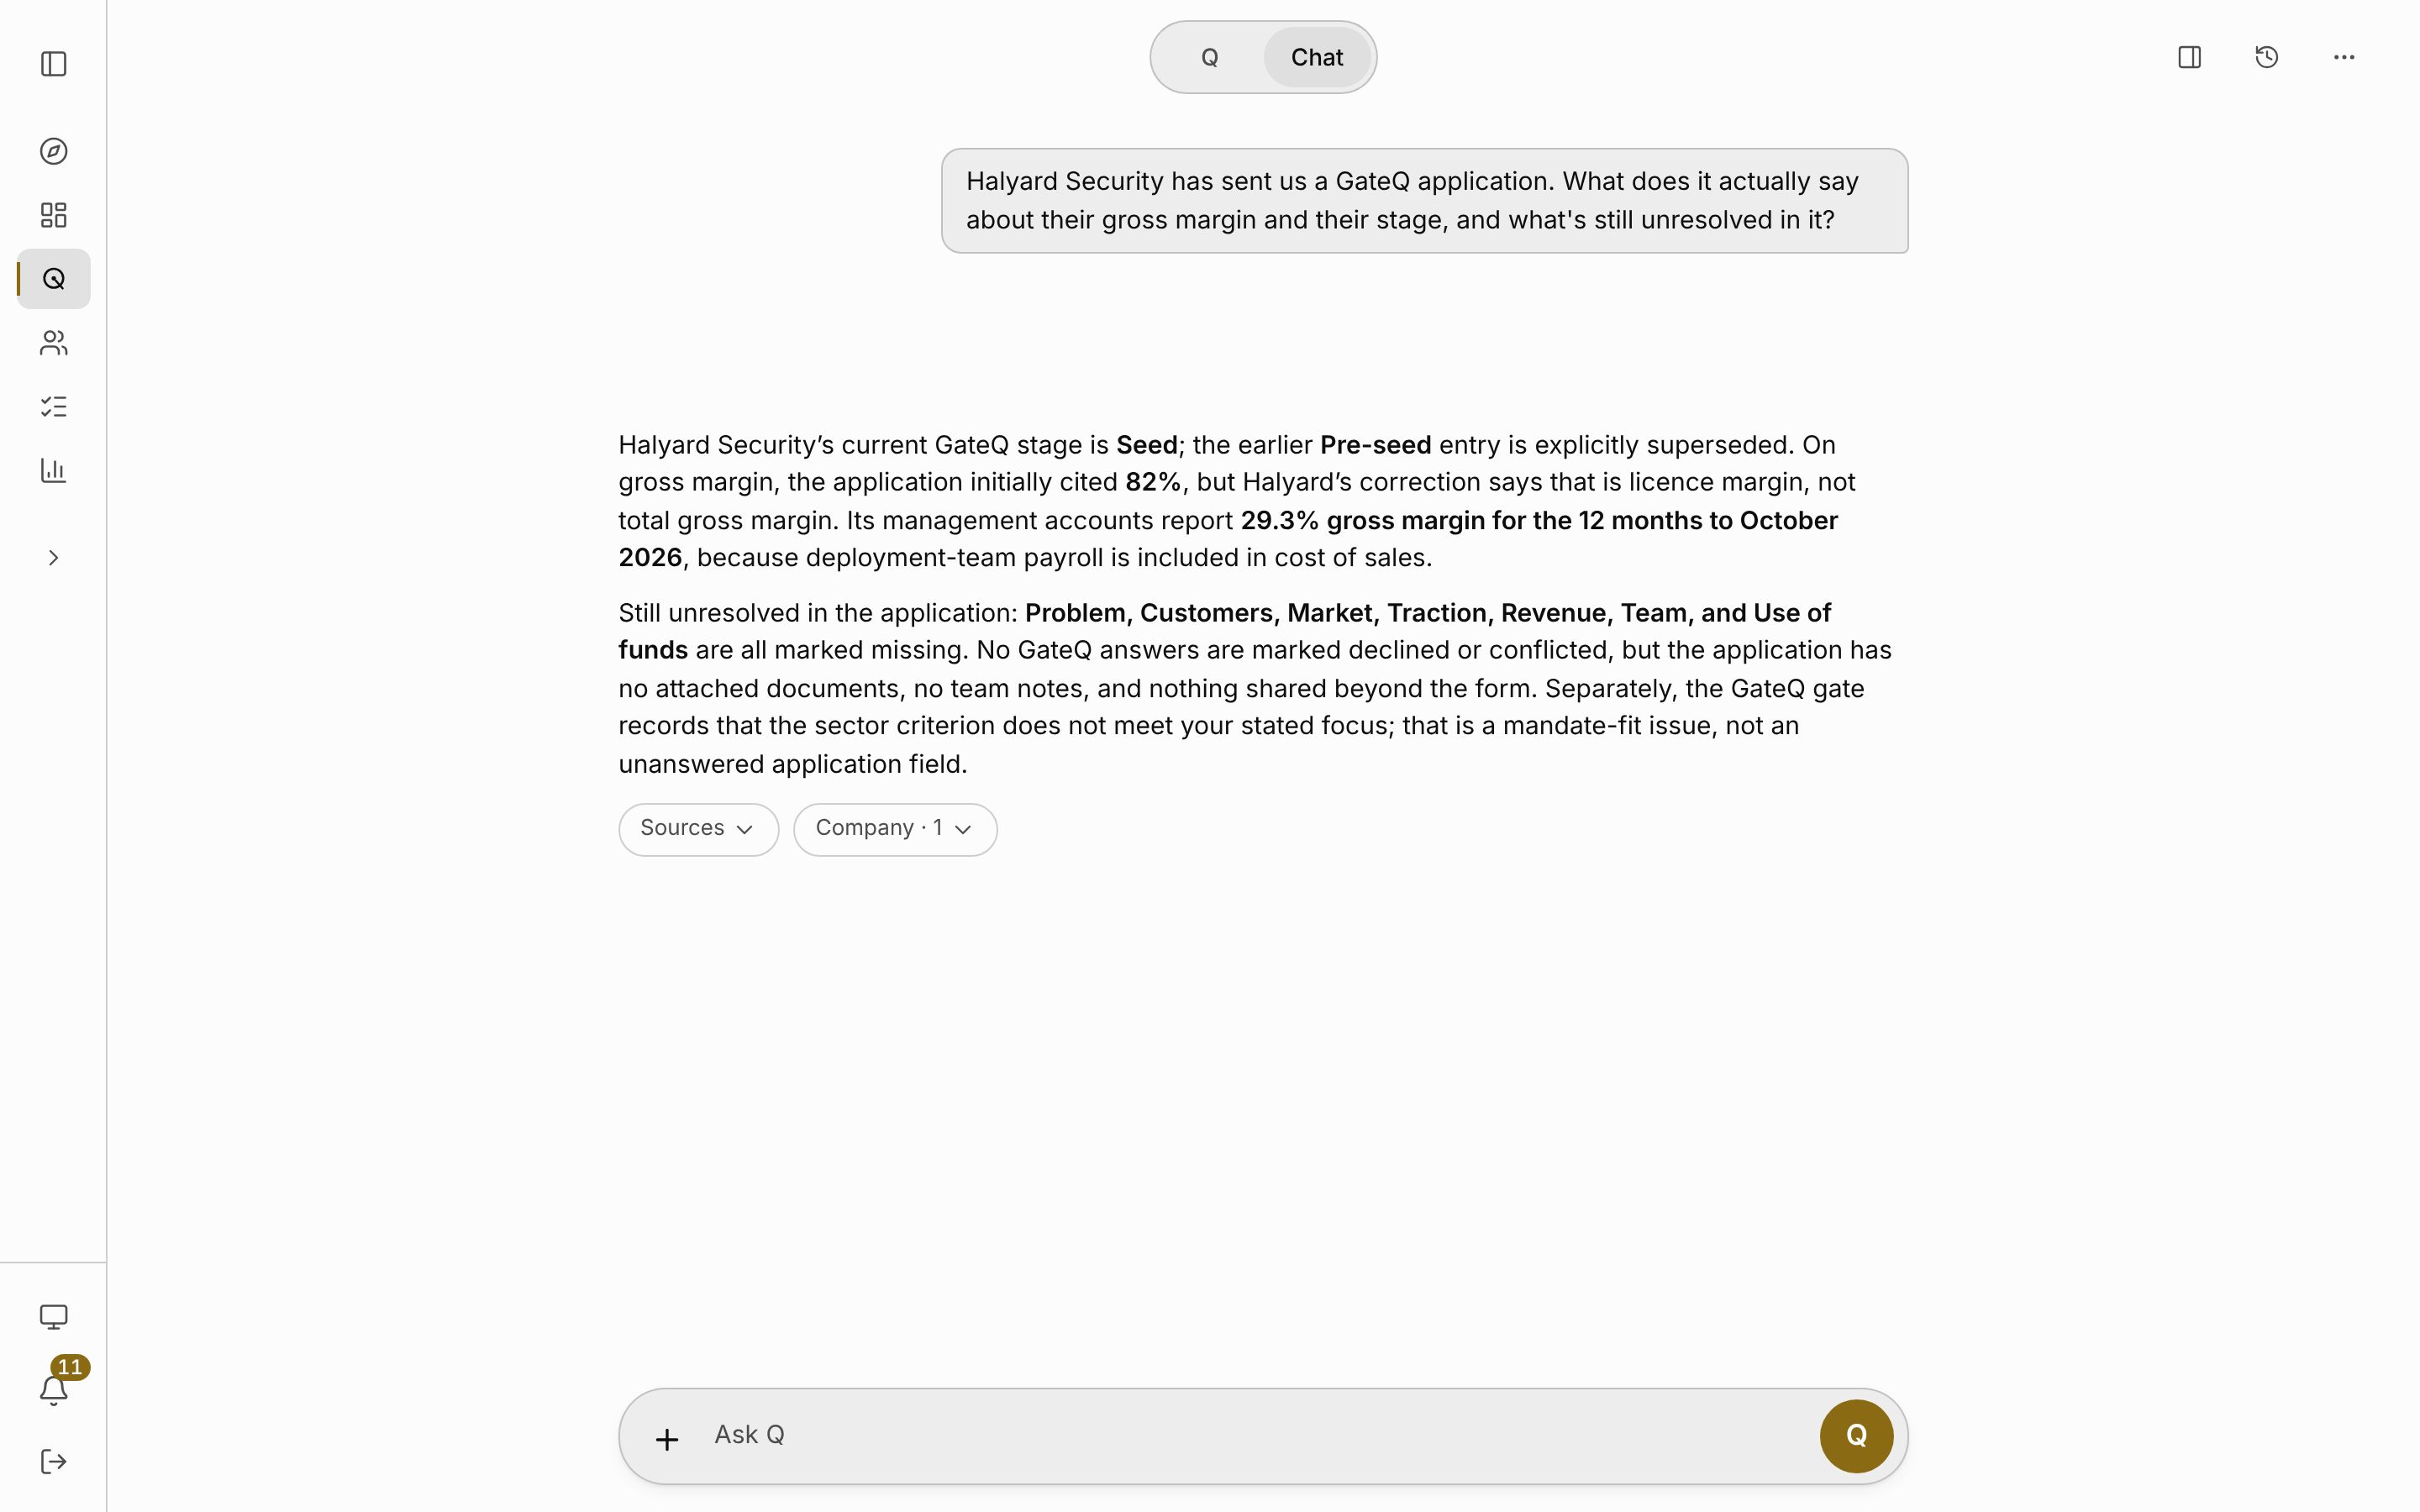 Q
Chat
Halyard Security has sent us a GateQ application. What does it actually say
about their gross margin and their stage, and what's still unresolved in it?
Halyard Security’s current GateQ stage is Seed; the earlier Pre-seed entry is explicitly superseded. On
gross margin, the application initially cited 82%, but Halyard’s correction says that is licence margin, not
total gross margin. Its management accounts report 29.3% gross margin for the 12 months to October
2026, because deployment-team payroll is included in cost of sales.
Still unresolved in the application: Problem, Customers, Market, Traction, Revenue, Team, and Use of
funds are all marked missing. No GateQ answers are marked declined or conflicted, but the application has
no attached documents, no team notes, and nothing shared beyond the form. Separately, the GateQ gate
records that the sector criterion does not meet your stated focus; that is a mandate-fit issue, not an
unanswered application field.
Sources
Company · 1
11
Ask Q
Q